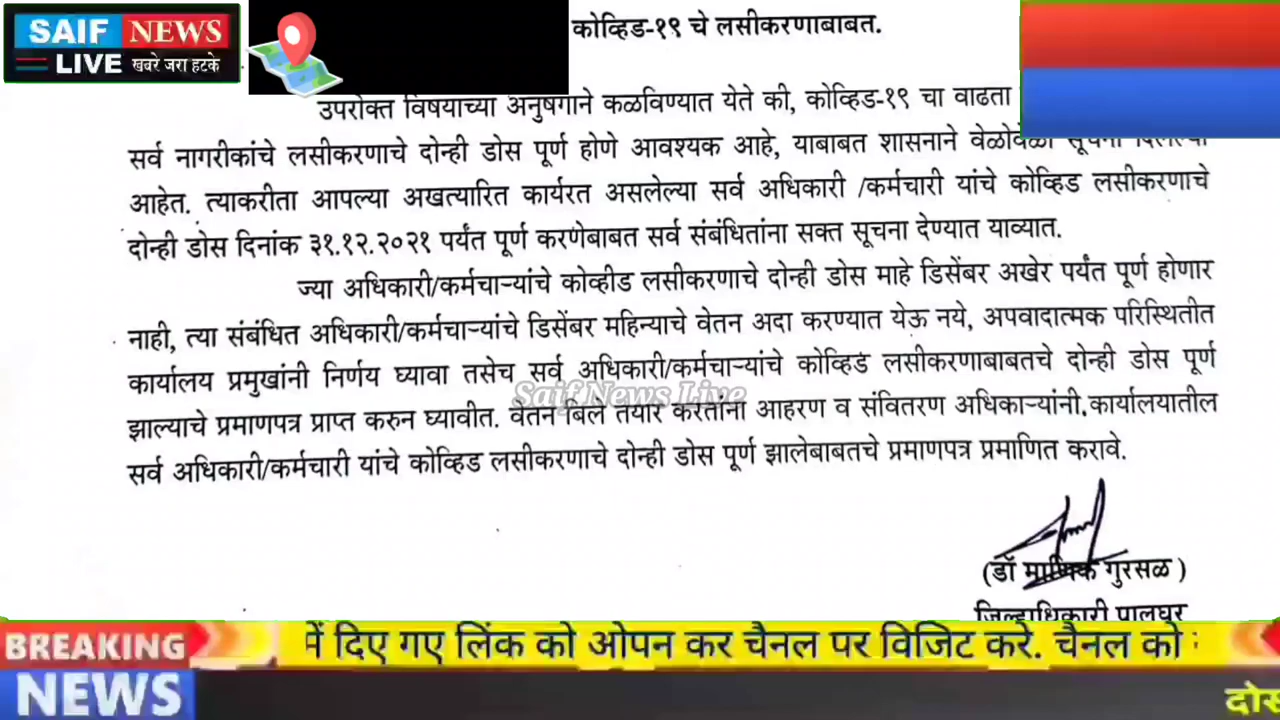 SAIF NEWS
LIVE खबरे जरा हटके
कोव्हिड-१९ चे लसीकरणाबाबत.
उपरोक्त विषयाच्या अनुषंगाने कळविण्यात येते की, कोव्हिड-१९ चा वाढता
सर्व नागरीकांचे लसीकरणाचे दोन्ही डोस पूर्ण होणे आवश्यक आहे, याबाबत शासनाने वेळोवेळी सूचना दिलेल्या
आहेत. त्याकरीता आपल्या अखत्यारित कार्यरत असलेल्या सर्व अधिकारी /कर्मचारी यांचे कोव्हिड लसीकरणाचे
दोन्ही डोस दिनांक ३१.१२.२०२१ पर्यंत पूर्ण करणेबाबत सर्व संबंधितांना सक्त सूचना देण्यात याव्यात.
ज्या अधिकारी/कर्मचाऱ्यांचे कोव्हीड लसीकरणाचे दोन्ही डोस माहे डिसेंबर अखेर पर्यंत पूर्ण होणार
नाही, त्या संबंधित अधिकारी/कर्मचाऱ्यांचे डिसेंबर महिन्याचे वेतन अदा करण्यात येऊ नये, अपवादात्मक परिस्थितीत
कार्यालय प्रमुखांनी निर्णय घ्यावा तसेच सर्व अधिकारी/कर्मचाऱ्यांचे कोव्हिड लसीकरणाबाबतचे दोन्ही डोस पूर्ण
Saif News Live
झाल्याचे प्रमाणपत्र प्राप्त करुन घ्यावीत. वेतन बिले तयार करतांना आहरण व संवितरण अधिकाऱ्यांनी कार्यालयातील
सर्व अधिकारी/कर्मचारी यांचे कोव्हिड लसीकरणाचे दोन्ही डोस पूर्ण झालेबाबतचे प्रमाणपत्र प्रमाणित करावे.
(डॉ माणिक गुरसळ )
जिल्हाधिकारी पालघर
BREAKING
NEWS
में दिए गए लिंक को ओपन कर चैनल पर विजिट करे. चैनल को